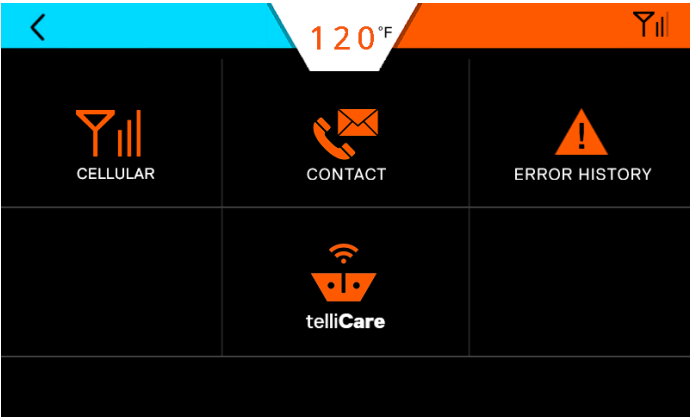 120°F
CELLULAR
CONTACT
ERROR HISTORY
telliCare